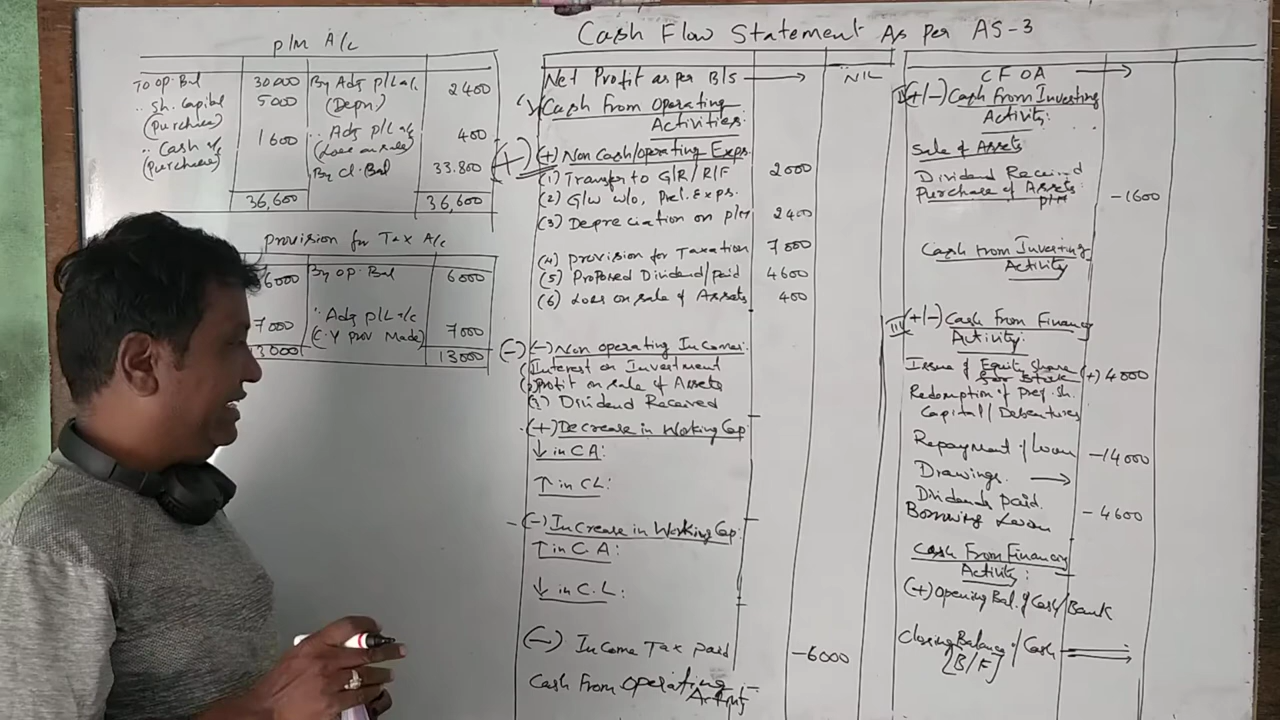 Cash Flow Statement As Per AS-3
P/M A/c
To op. Bal 30000 By Adj P/L a/c 2400
.. Sh. Capital 5000 (Depn.)
(Purchase)
.. Cash 1600 .. Adj P/L a/c 400
(Purchases) (Loss on sale)
By Cl. Bal 33.800
36,600 36,600
Provision for Tax A/c
6000 By op. Bal 6000
7000 .. Adj P/L a/c 7000
(C.Y Prov Made)
13000 13000
Net Profit as per B/S NIL
Cash from Operating
Activities:
(+) (+) Non Cash/operating Exps.
(1) Transfer to G/R / R/F 2000
(2) G/w w/o, Prel. Exps.
(3) Depreciation on P/M 2400
(4) Provision for Taxation 7000
(5) Proposed Dividend/paid 4600
(6) Loss on sale of Assets 400
(-) (-) Non operating Incomes:
Interest on Investment
Profit on sale of Assets
Dividend Received
(+) Decrease in Working Cap
↓ in CA:
↑ in CL:
(-) Increase in Working Cap:
↑ in C A:
↓ in C.L:
(-) Income Tax paid -6000
Cash from operating
Activity
C F O A
(+/-) Cash from Investing
Activity:
Sale of Assets
Dividend Received
Purchase of Assets:
P/M -1600
Cash from Investing
Activity
III (+/-) Cash from Financ
Activity:
Issue of Equity Share (+) 4000
Redemption of Pref. Sh.
Capital / Debentures
Repayment of Loan -14000
Drawings.
Dividends paid. -4600
Borrowing Loan
Cash From Financing
Activity:
(+) Opening Bal. of Cash/Bank
Closing Balance of Cash
[B/F]